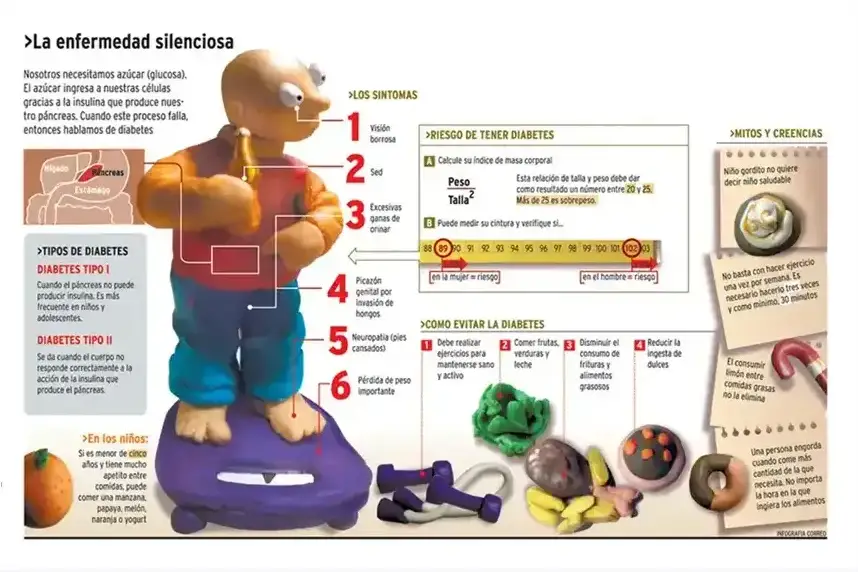 >La enfermedad silenciosa
Nosotros necesitamos azúcar (glucosa).
El azúcar ingresa a nuestras células
gracias a la insulina que produce nues-
tro páncreas. Cuando este proceso falla,
entonces hablamos de diabetes
Hígado
Páncreas
Estómago
>TIPOS DE DIABETES
DIABETES TIPO I
Cuando el páncreas no puede
producir insulina. Es más
frecuente en niños y
adolescentes.
DIABETES TIPO II
Se da cuando el cuerpo no
responde correctamente a la
acción de la insulina que
produce el páncreas.
>En los niños:
Si es menor de cinco
años y tiene mucho
apetito entre
comidas, puede
comer una manzana,
papaya, melón,
naranja o yogurt
>LOS SINTOMAS
1 Visión
borrosa
2 Sed
3 Excesivas
ganas de
orinar
4 Picazón
genital por
invasión de
hongos
5 Neuropatía (pies
cansados)
6 Pérdida de peso
importante
>RIESGO DE TENER DIABETES
A Calcule su índice de masa corporal
Peso
Talla2
Esta relación de talla y peso debe dar
como resultado un número entre 20 y 25.
Más de 25 es sobrepeso.
B Puede medir su cintura y verifique si...
88 89 90 91 92 93 94 95 96 97 98 99 100 101 102 103
en la mujer = riesgo
en el hombre = riesgo
>COMO EVITAR LA DIABETES
1 Debe realizar
ejercicios para
mantenerse sano
y activo
2 Comer frutas,
verduras y
leche
3 Disminuir el
consumo de
frituras y
alimentos
grasosos
4 Reducir la
ingesta de
dulces
>MITOS Y CREENCIAS
Niño gordito no quiere
decir niño saludable
No basta con hacer ejercicio
una vez por semana. Es
necesario hacerlo tres veces
y como mínimo, 30 minutos
El consumir
limón entre
comidas grasas
no la elimina
Una persona engorda
cuando come más
cantidad de la que
necesita. No importa
la hora en la que
ingiera los alimentos
INFOGRAFIA CORREO